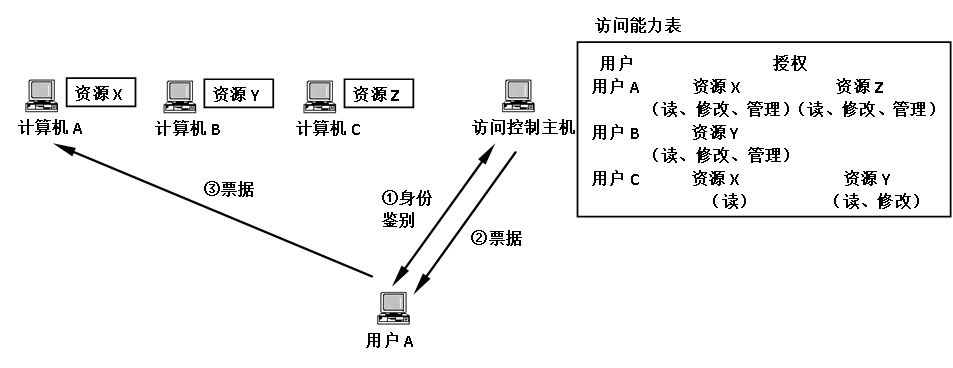 访问能力表
用户 授权
用户 A 资源 X 资源 Z
（读、修改、管理）（读、修改、管理）
用户 B 资源 Y
（读、修改、管理）
用户 C 资源 X 资源 Y
（读） （读、修改）
资源 X
资源 Y
资源 Z
计算机 A
计算机 B
计算机 C
访问控制主机
③票据
①身份
鉴别
②票据
用户 A